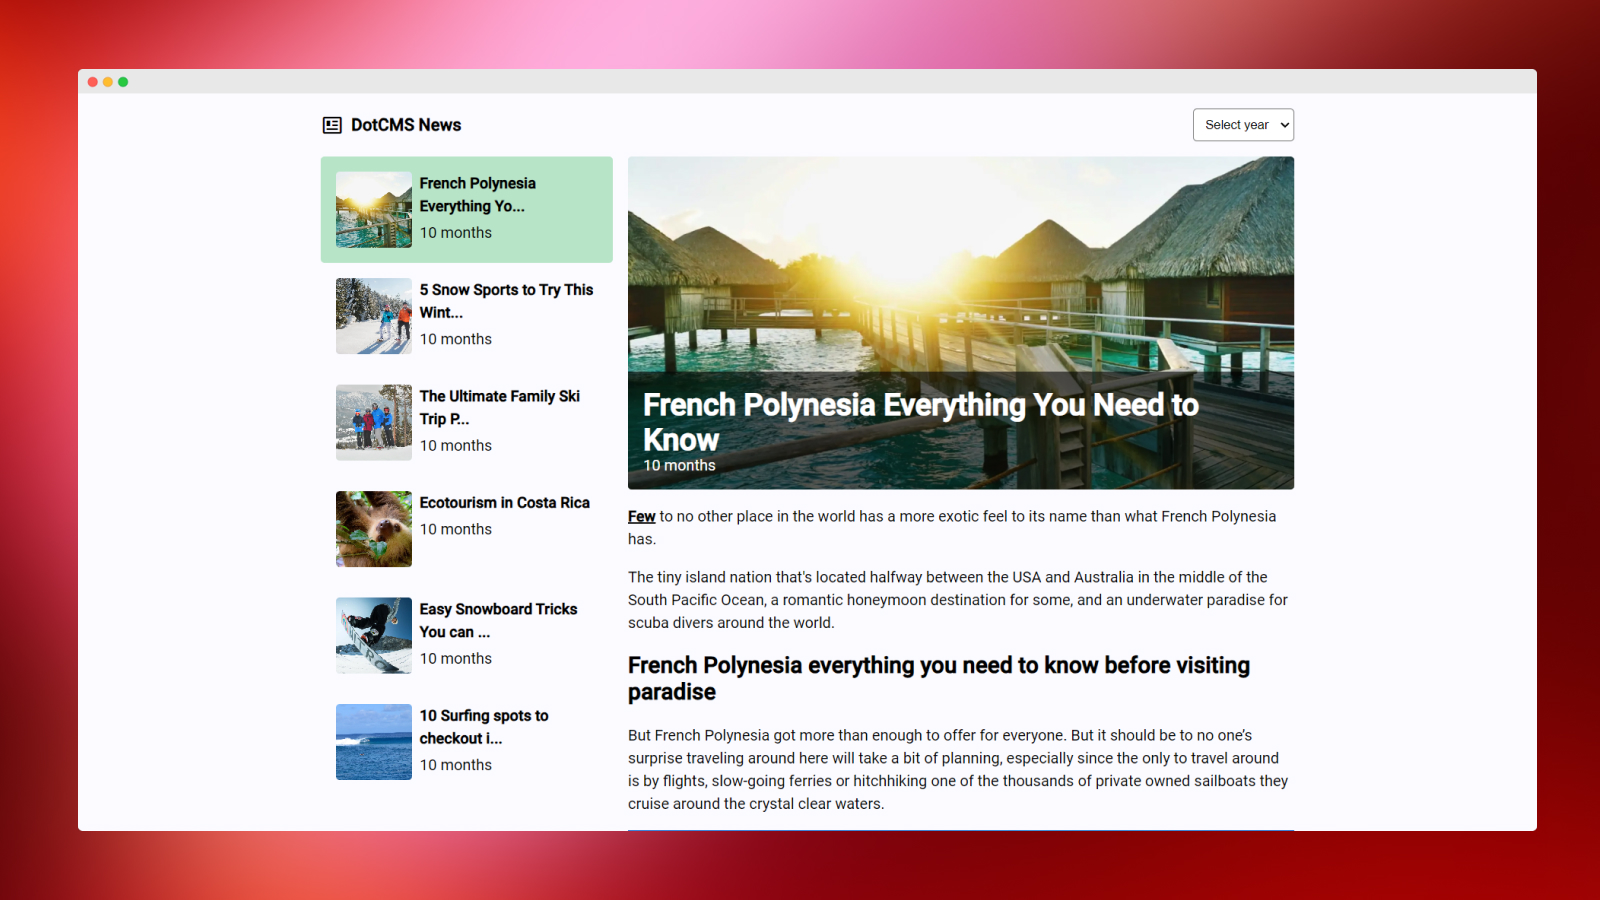 DotCMS News
Select year
French Polynesia
Everything Yo...
10 months
5 Snow Sports to Try This
Wint...
10 months
The Ultimate Family Ski
Trip P...
10 months
Ecotourism in Costa Rica
10 months
Easy Snowboard Tricks
You can ...
10 months
10 Surfing spots to
checkout i...
10 months
French Polynesia Everything You Need to
Know
10 months
Few to no other place in the world has a more exotic feel to its name than what French Polynesia
has.
The tiny island nation that's located halfway between the USA and Australia in the middle of the
South Pacific Ocean, a romantic honeymoon destination for some, and an underwater paradise for
scuba divers around the world.
French Polynesia everything you need to know before visiting
paradise
But French Polynesia got more than enough to offer for everyone. But it should be to no one’s
surprise traveling around here will take a bit of planning, especially since the only to travel around
is by flights, slow-going ferries or hitchhiking one of the thousands of private owned sailboats they
cruise around the crystal clear waters.